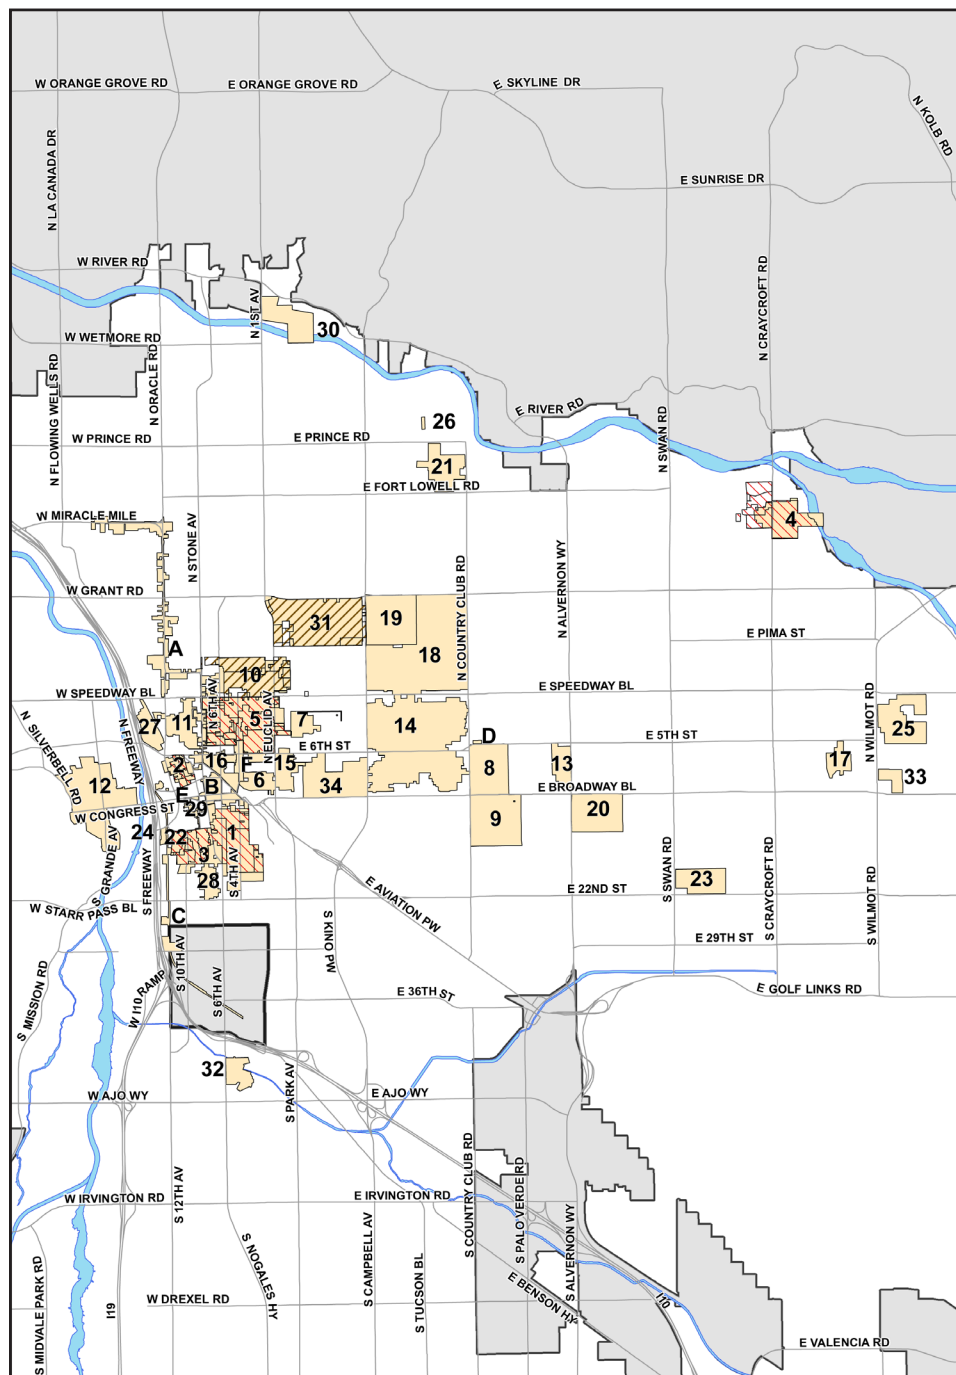 W ORANGE GROVE RD
E ORANGE GROVE RD
E SKYLINE DR
N KOLB RD
N LA CANADA DR
E SUNRISE DR
W RIVER RD
N CRAYCROFT RD
N 1ST AV
30
W WETMORE RD
N FLOWING WELLS RD
N ORACLE RD
E RIVER RD
N SWAN RD
26
W PRINCE RD
E PRINCE RD
21
E FORT LOWELL RD
W MIRACLE MILE
N STONE AV
4
N ALVERNON WY
N COUNTRY CLUB RD
W GRANT RD
31
19
E PIMA ST
A
18
10
W SPEEDWAY BL
E SPEEDWAY BL
N 6TH AV
N EUCLID AV
N WILMOT RD
N SILVERBELL RD
N FREEWAY
27
11
5
7
14
25
D
E 6TH ST
E 5TH ST
2
16
F
15
8
13
17
12
B
6
34
E BROADWAY BL
33
E
W CONGRESS ST
29
9
20
24
22
1
S GRANDE AV
S FREEWAY
3
S 4TH AV
28
S SWAN RD
23
S CRAYCROFT RD
S WILMOT RD
E 22ND ST
W STARR PASS BL
C
E AVIATION PW
S KINO PW
E 29TH ST
S 10TH AV
S 6TH AV
S MISSION RD
W I10 RAMP
E 36TH ST
E GOLF LINKS RD
32
S PARK AV
W AJO WY
E AJO WY
S 12TH AV
W IRVINGTON RD
E IRVINGTON RD
S COUNTRY CLUB RD
S PALO VERDE RD
S ALVERNON WY
S NOGALES HY
S CAMPBELL AV
S TUCSON BL
E BENSON HY
I10
S MIDVALE PARK RD
I19
W DREXEL RD
E VALENCIA RD